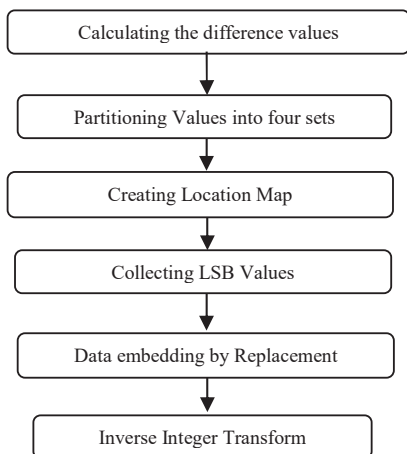 Calculating the difference values
Partitioning Values into four sets
Creating Location Map
Collecting LSB Values
Data embedding by Replacement
Inverse Integer Transform